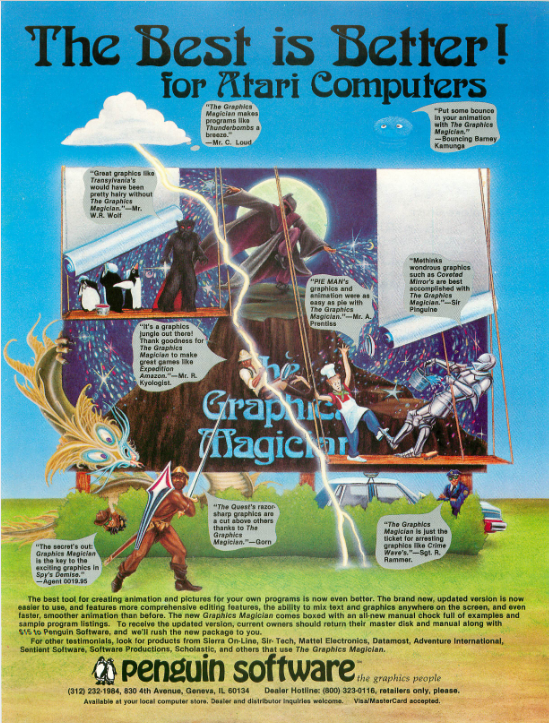 The Best is Better!
for Atari Computers
"The Graphics
Magician makes
programs like
Thunderbombs a
breeze."
—Mr. C. Loud
"Put some bounce
in your animation
with The Graphics
Magician."
—Bouncing Barney
Kamunga
"Great graphics like
Transylvania's
would have been
pretty hairy without
The Graphics
Magician."—Mr.
W.R. Wolf
"Methinks
wondrous graphics
such as Coveted
Mirror's are best
accomplished with
The Graphics
Magician."—Sir
Pinguine
"PIE MAN's
graphics and
animation were as
easy as pie with
The Graphics
Magician."—Mr. A.
Prentiss
"It's a graphics
jungle out there!
Thank goodness for
The Graphics
Magician to make
great games like
Expedition
Amazon."—Mr. R.
Kyologist.
The
Graphics
Magician
"The Quest's razor-
sharp graphics are
a cut above others
thanks to The
Graphics
Magician."—Gorn
"The Graphics
Magician is just the
ticket for arresting
graphics like Crime
Wave's."—Sgt. R.
Rammer.
"The secret's out:
Graphics Magician
is the key to the
exciting graphics in
Spy's Demise."
— Agent 0019.95
The best tool for creating animation and pictures for your own programs is now even better. The brand new, updated version is now
easier to use, and features more comprehensive editing features, the ability to mix text and graphics anywhere on the screen, and even
faster, smoother animation than before. The new Graphics Magician comes boxed with an all-new manual chock full of examples and
sample program listings. To receive the updated version, current owners should return their master disk and manual along with
to Penguin Software, and we'll rush the new package to you.
For other testimonials, look for products from Sierra On-Line, Sir-Tech, Mattel Electronics, Datamost, Adventure International,
Sentient Software, Software Productions, Scholastic, and others that use The Graphics Magician.
penguin software™ the graphics people
(312) 232-1984, 830 4th Avenue, Geneva, IL 60134 Dealer Hotline: (800) 323-0116, retailers only, please.
Available at your local computer store. Dealer and distributor inquiries welcome. Visa/MasterCard accepted.